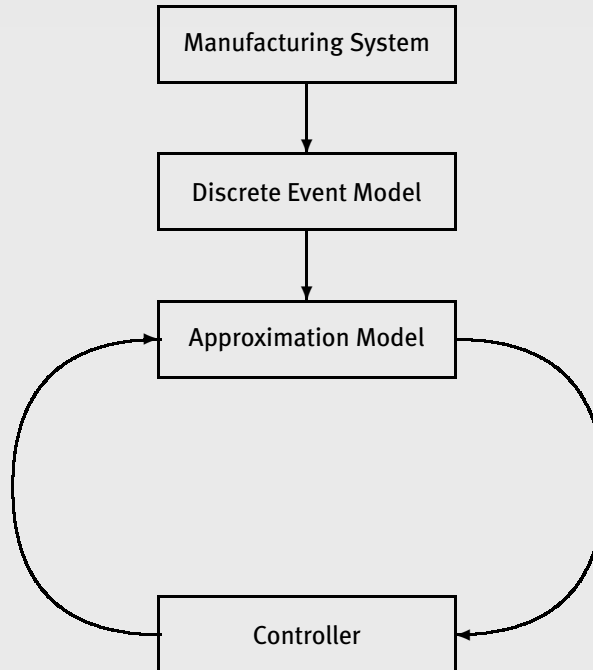 Manufacturing System
Discrete Event Model
Approximation Model
Controller